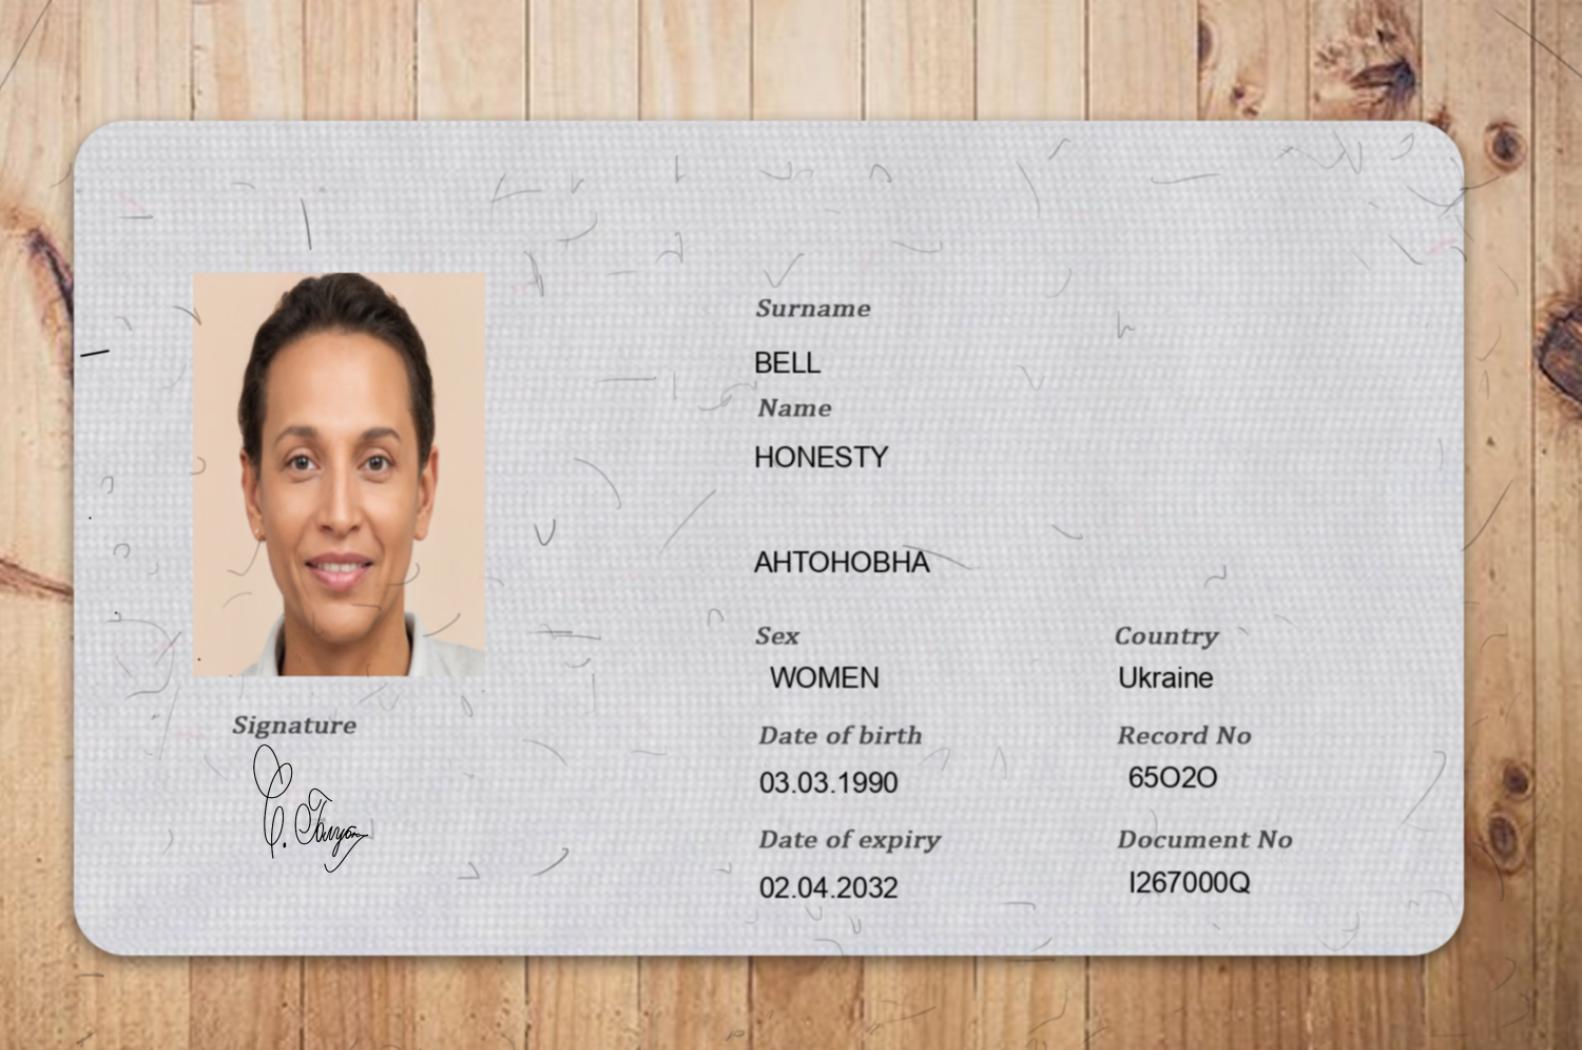 Surname
BELL
Name
HONESTY
АНТОНОВНА
Sex
WOMEN
Country
Ukraine
Date of birth
03.03.1990
Record No
65O2O
Date of expiry
02.04.2032
Document No
I267000Q
Signature